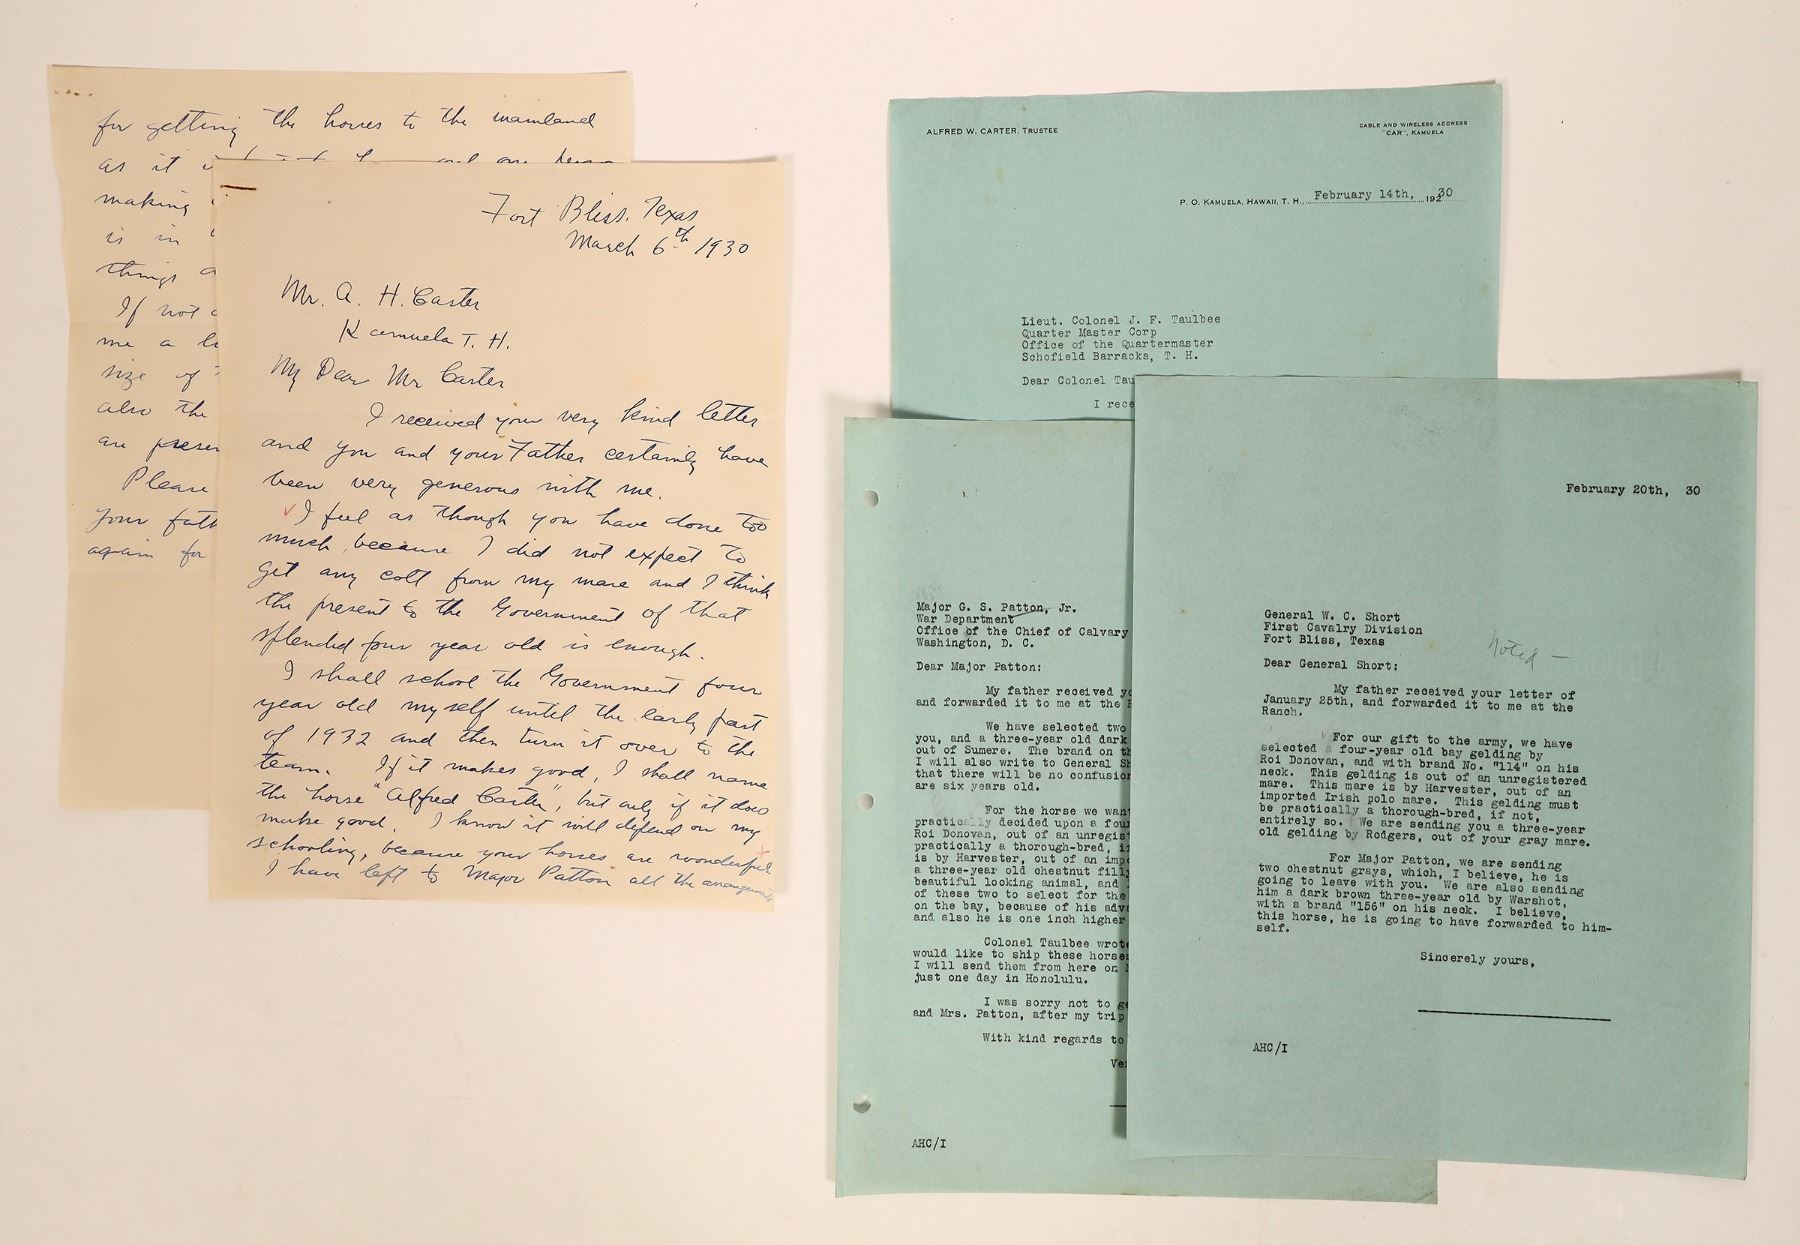 for getting the horses to the mainland
as it
making
is in
things
If not
me a
size of
also the
are presen
Please
your fath
again for
Fort Bliss, Texas
March 6th 1930
Mr. A. H. Carter
Kamuela T. H.
My Dear Mr Carter
I received your very kind letter
and you and your Father certainly have
been very generous with me.
I feel as though you have done too
much, because I did not expect to
get any colt from my mare and I think
the present to the Government of that
splended four year old is enough.
I shall school the Government four
year old myself until the early part
of 1932 and then turn it over to the
team. If it makes good, I shall name
the horse "Alfred Carter", but only if it does
make good. I know it will defend on my
schooling, because your horses are wonderful
I have left to Major Patton all the arrangements
ALFRED W. CARTER, TRUSTEE
CABLE AND WIRELESS ADDRESS
"CAR", KAMUELA
P. O. KAMUELA, HAWAII, T. H. February 14th, 1930
Lieut. Colonel J. F. Taulbee
Quarter Master Corp
Office of the Quartermaster
Schofield Barracks, T. H.
Dear Colonel Tau
I rece
Major G. S. Patton, Jr.
War Department
Office of the Chief of Calvary
Washington, D. C.
Dear Major Patton:
My father received yo
and forwarded it to me at the R
We have selected two
you, and a three-year old dark
out of Sumere. The brand on th
I will also write to General Sh
that there will be no confusion
are six years old.
For the horse we want
practically decided upon a four
Roi Donovan, out of an unregist
practically a thorough-bred, i
is by Harvester, out of an imp
a three-year old chestnut filly
beautiful looking animal, and
of these two to select for the
on the bay, because of his adv
and also he is one inch higher
Colonel Taulbee wrote
would like to ship these horses
I will send them from here on
just one day in Honolulu.
I was sorry not to ge
and Mrs. Patton, after my trip
With kind regards to
Ver
AHC/I
February 20th, 30
General W. C. Short
First Cavalry Division
Fort Bliss, Texas
Noted —
Dear General Short:
My father received your letter of
January 25th, and forwarded it to me at the
Ranch.
For our gift to the army, we have
selected a four-year old bay gelding by
Roi Donovan, and with brand No. "114" on his
neck. This gelding is out of an unregistered
mare. This mare is by Harvester, out of an
imported Irish polo mare. This gelding must
be practically a thorough-bred, if not,
entirely so. We are sending you a three-year
old gelding by Rodgers, out of your gray mare.
For Major Patton, we are sending
two chestnut grays, which, I believe, he is
going to leave with you. We are also sending
him a dark brown three-year old by Warshot,
with a brand "156" on his neck. I believe,
this horse, he is going to have forwarded to him-
self.
Sincerely yours,
AHC/I